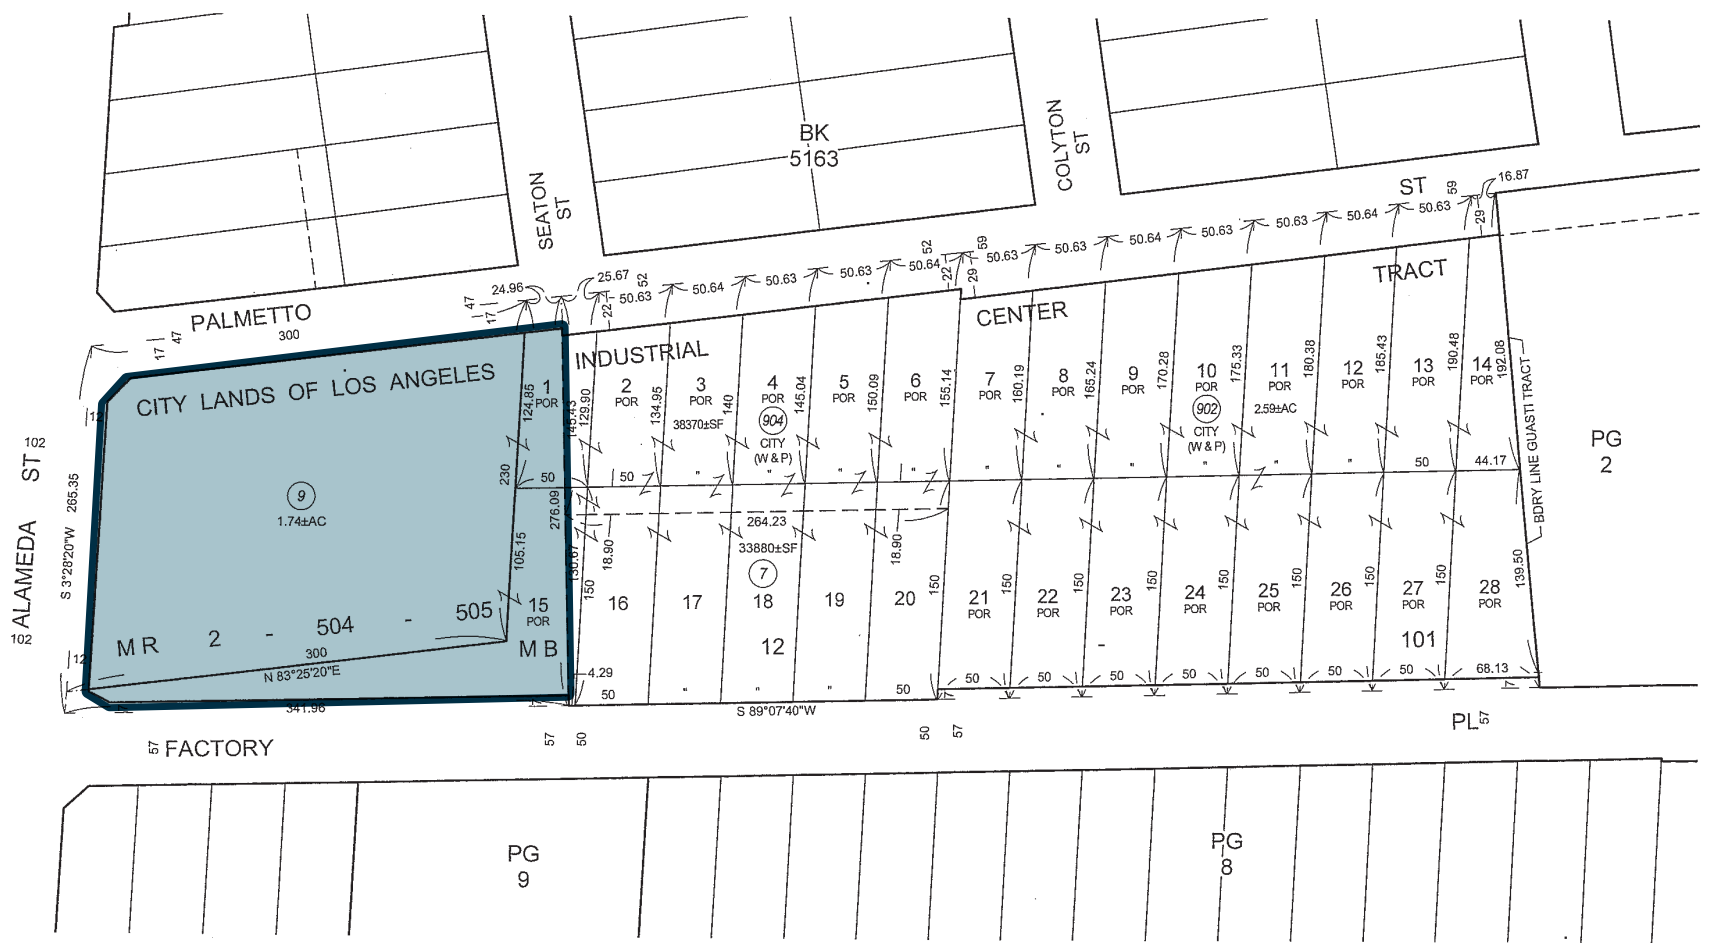 BK
5163
COLYTON
ST
SEATON
ST
ST
59
16.87
29
50.63
50.64
50.63
50.64
50.63
50.63
50.63
59
52
22
29
50.64
50.63
50.63
50.64
50.63
52
22
25.67
24.96
47
17
PALMETTO
300
47
17
TRACT
CENTER
INDUSTRIAL
CITY LANDS OF LOS ANGELES
1
POR
2
POR
3
POR
4
POR
5
POR
6
POR
7
POR
8
POR
9
POR
10
POR
11
POR
12
POR
13
POR
14
POR
124.85
129.90
134.95
140
145.04
150.09
155.14
160.19
165.24
170.28
175.33
180.38
185.43
190.48
192.08
38370±SF
904
CITY
(W & P)
902
CITY
(W & P)
2.59±AC
BDRY LINE GUASTI TRACT
PG
2
12
102
ST
265.35
S 3°28'20"W
ALAMEDA
102
12
9
1.74±AC
230
50
50
"
"
"
"
"
"
"
"
50
44.17
276.09
105.15
130.67
150
18.90
264.23
18.90
33880±SF
7
150
150
150
150
150
150
150
150
139.50
15
POR
16
17
18
19
20
21
POR
22
POR
23
POR
24
POR
25
POR
26
POR
27
POR
28
POR
M R 2 - 504 - 505
M B 12 - 101
300
N 83°25'20"E
4.29
50
"
"
"
50
50
50
50
50
50
50
50
68.13
341.96
S 89°07'40"W
57
FACTORY
57
50
50
57
PL
57
PG
9
PG
8